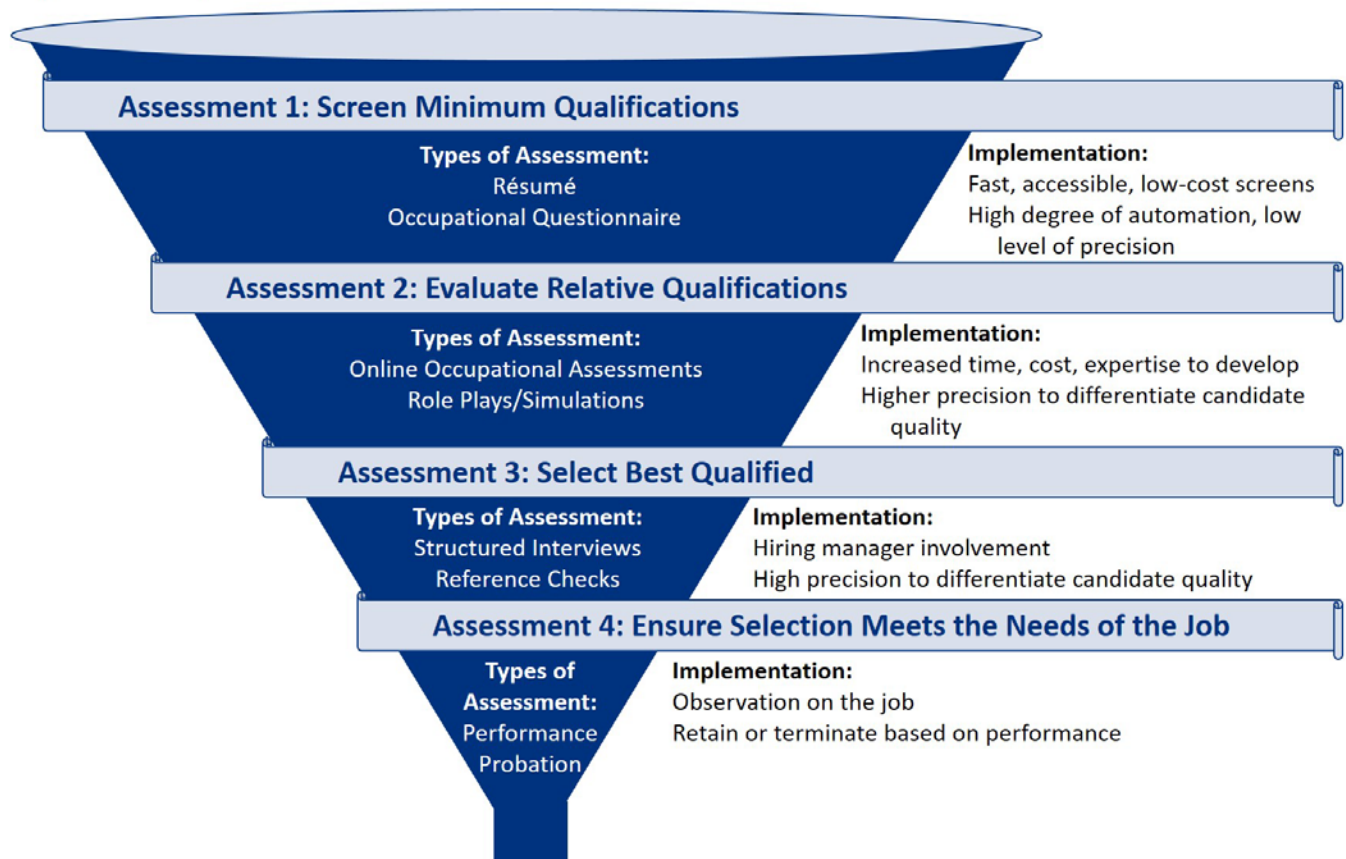 Assessment 1: Screen Minimum Qualifications
Types of Assessment:
Résumé
Occupational Questionnaire
Implementation:
Fast, accessible, low-cost screens
High degree of automation, low
level of precision
Assessment 2: Evaluate Relative Qualifications
Types of Assessment:
Online Occupational Assessments
Role Plays/Simulations
Implementation:
Increased time, cost, expertise to develop
Higher precision to differentiate candidate
quality
Assessment 3: Select Best Qualified
Types of Assessment:
Structured Interviews
Reference Checks
Implementation:
Hiring manager involvement
High precision to differentiate candidate quality
Assessment 4: Ensure Selection Meets the Needs of the Job
Types of
Assessment:
Performance
Probation
Implementation:
Observation on the job
Retain or terminate based on performance